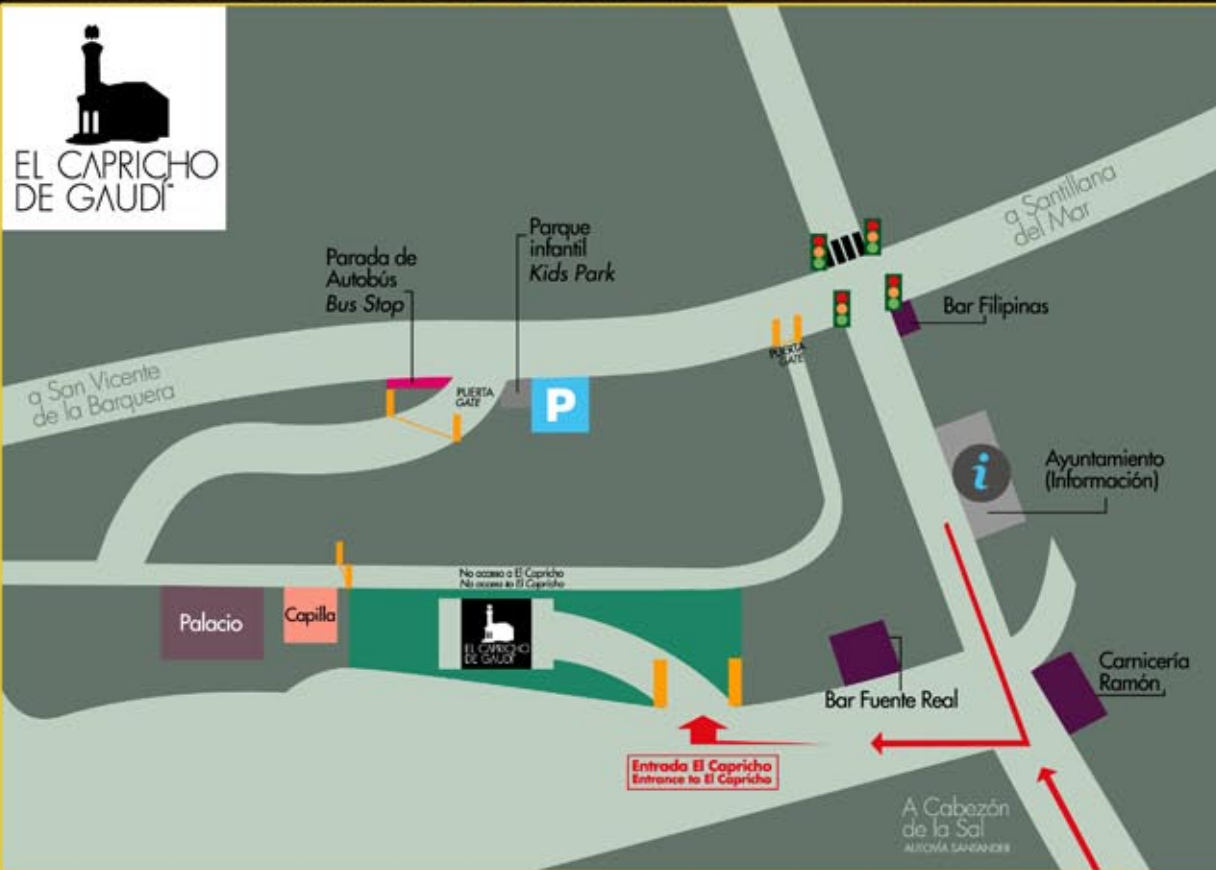 EL CAPRICHO
DE GAUDÍ
a Santillana
del Mar
Parque
infantil
Kids Park
Parada de
Autobús
Bus Stop
Bar Filipinas
a San Vicente
de la Barquera
PUERTA
GATE
P
PUERTA
GATE
i
Ayuntamiento
(Información)
No acceso a El Capricho
No access to El Capricho
Palacio
Capilla
EL CAPRICHO
DE GAUDÍ
Carnicería
Ramón
Bar Fuente Real
Entrada El Capricho
Entrance to El Capricho
A Cabezón
de la Sal
AUTOVÍA SANTANDER